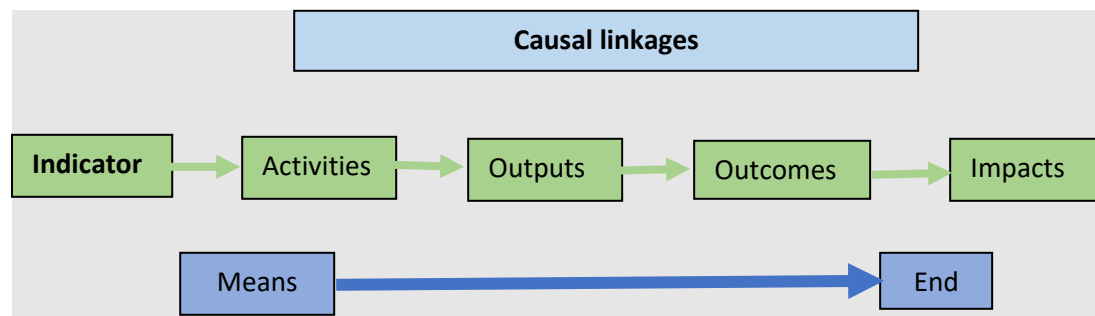 Causal linkages
Indicator
Activities
Outputs
Outcomes
Impacts
Means
End